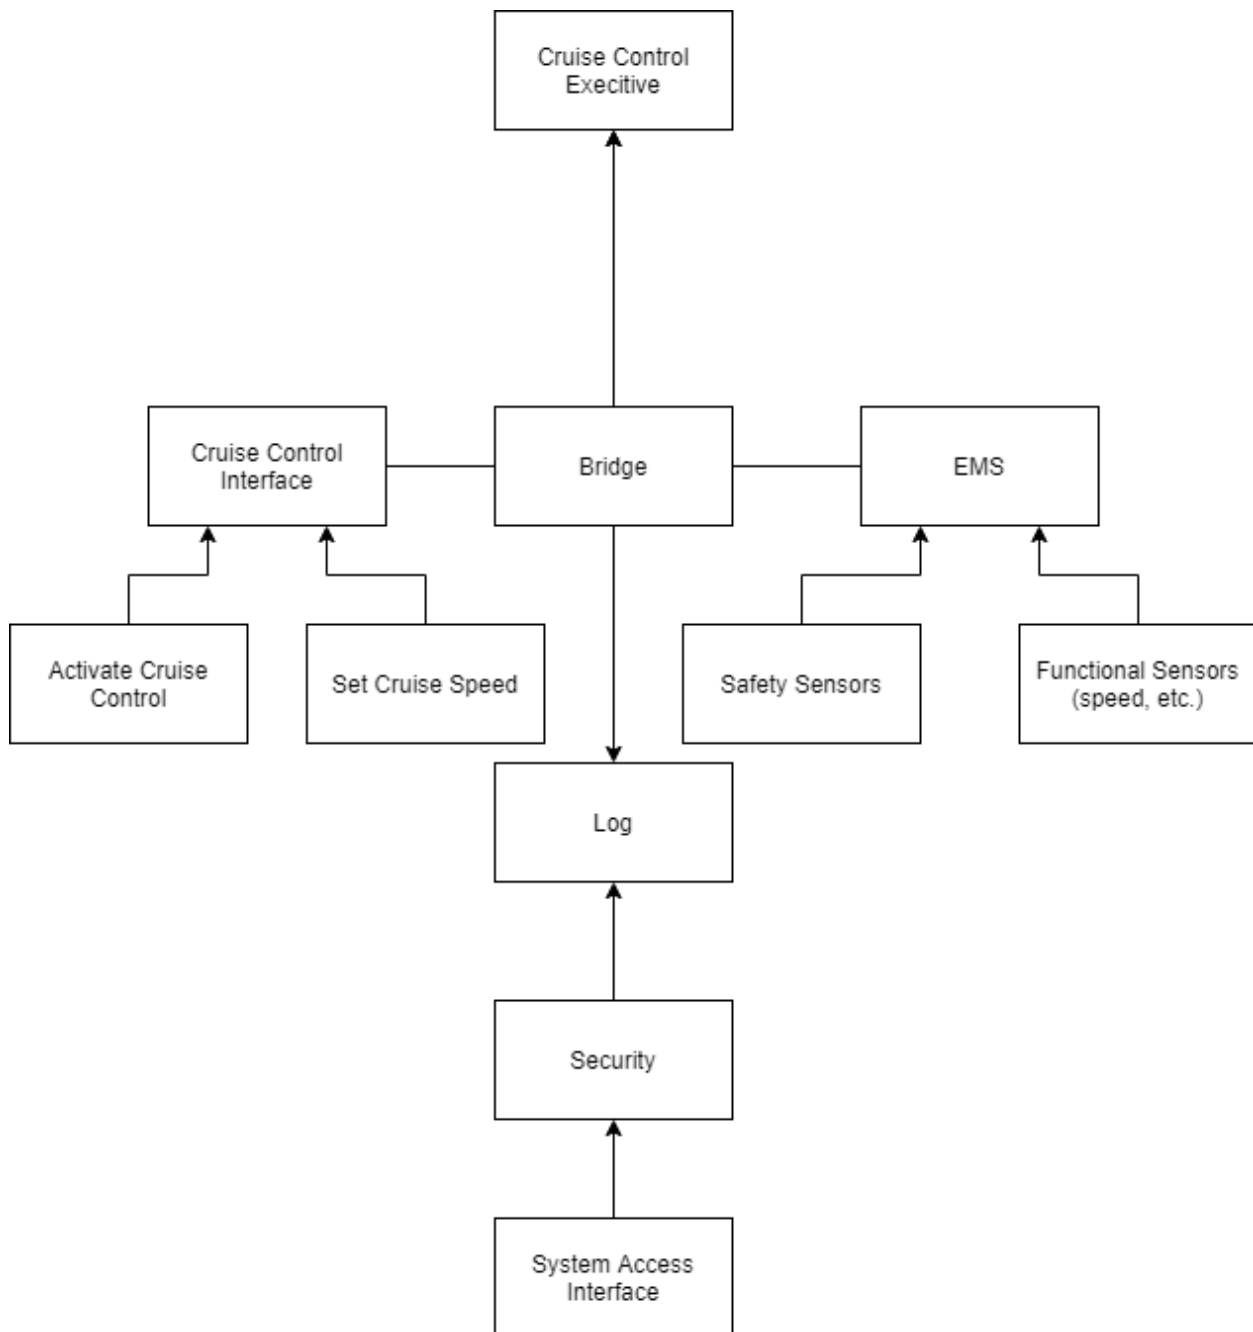 Cruise Control
Execitive
Cruise Control
Interface
Bridge
EMS
Activate Cruise
Control
Set Cruise Speed
Safety Sensors
Functional Sensors
(speed, etc.)
Log
Security
System Access
Interface